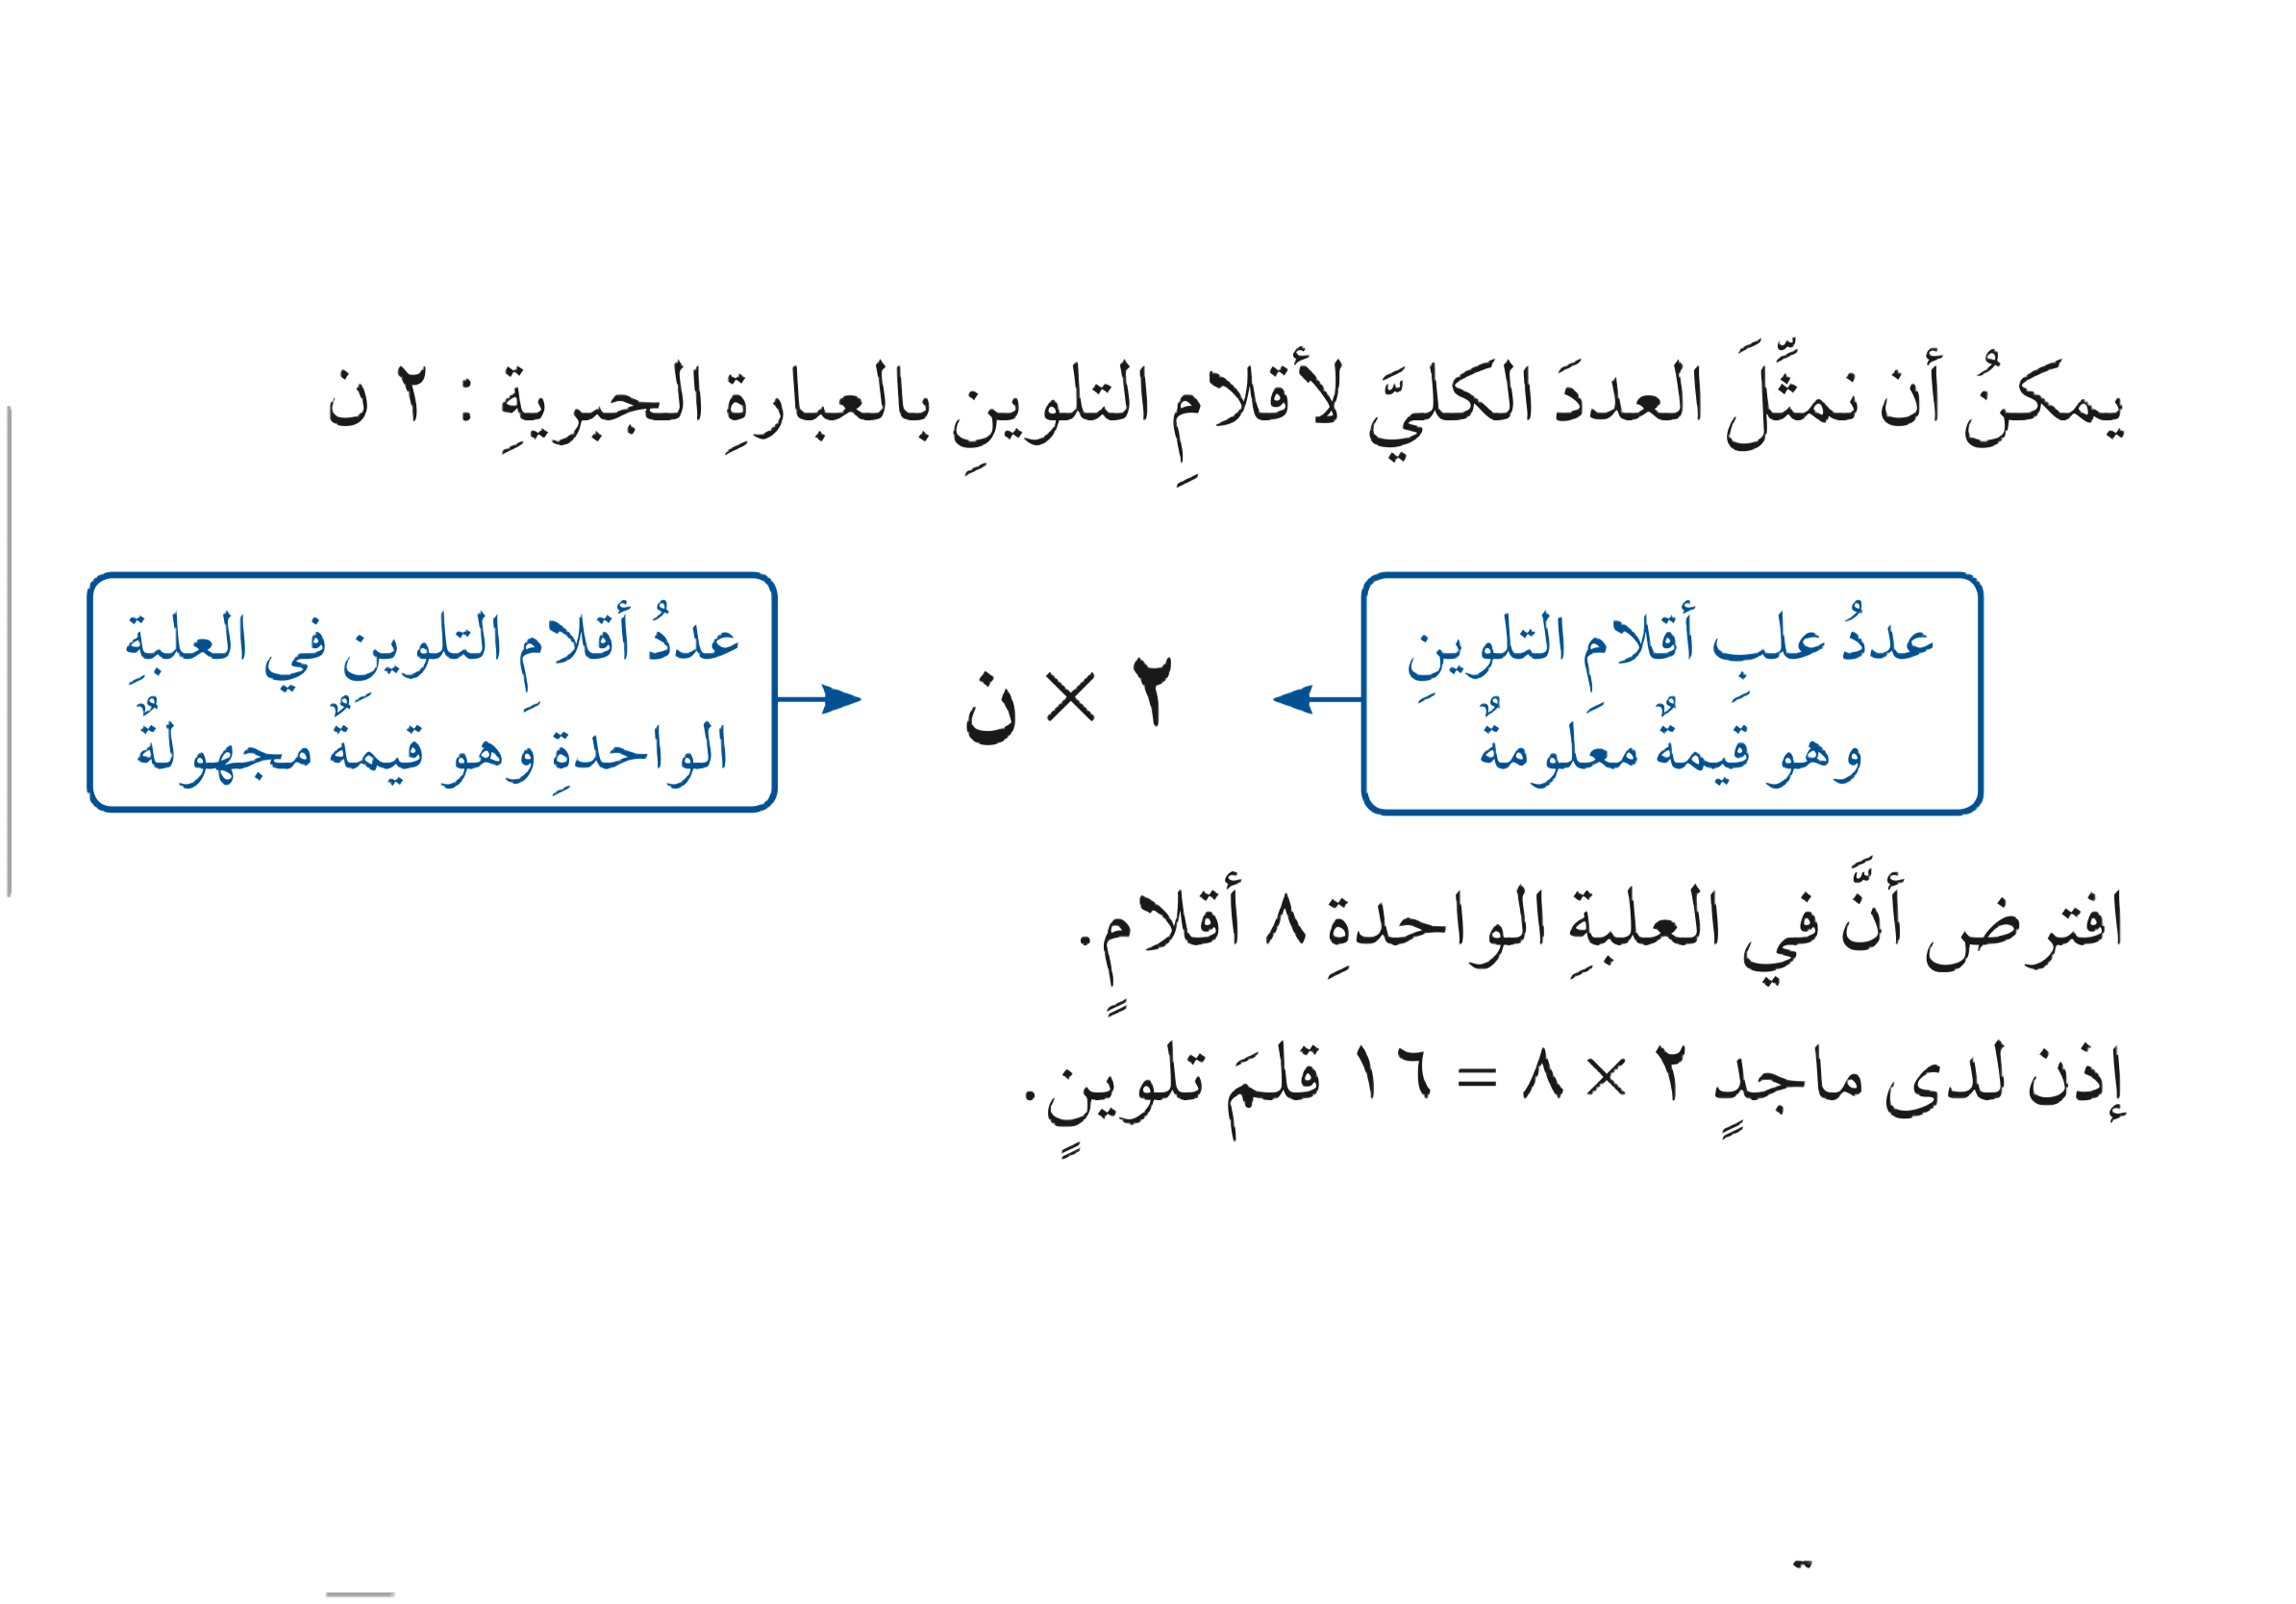 يمكنُ أن نمثِّلَ العددَ الكليَّ لأقلامِ التلوينِ بالعبارةِ الجبريةِ : ٢ ن
عددُ علبِ أقلامِ التلوينِ
وهو قيمةٌ معلومةٌ
٢ × ن
عددُ أقلامِ التلوينِ في العلبةِ
الواحدةِ وهو قيمةٌ مجهولةٌ
افترض أنَّ في العلبةِ الواحدةِ ٨ أقلامٍ.
إذن لدى ماجدٍ ٢ × ٨ = ١٦ قلمَ تلوينٍ.